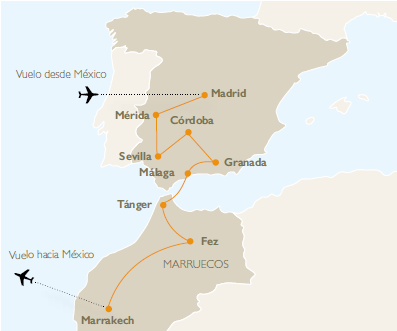 Vuelo desde México
Madrid
Mérida
Córdoba
Sevilla
Granada
Málaga
Tánger
Fez
Vuelo hacia México
MARRUECOS
Marrakech